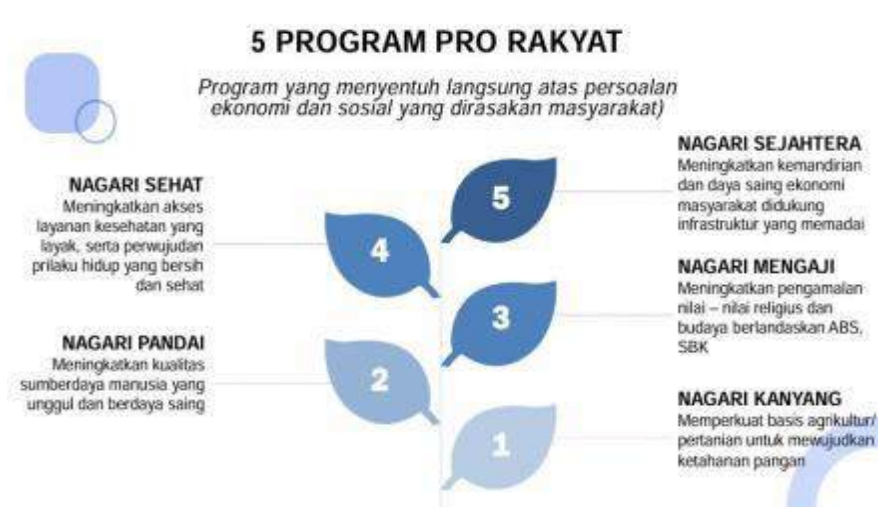 5 PROGRAM PRO RAKYAT
Program yang menyentuh langsung atas persoalan
ekonomi dan sosial yang dirasakan masyarakat)
NAGARI SEJAHTERA
Meningkatkan kemandirian
dan daya saing ekonomi
masyarakat didukung
infrastruktur yang memadai
5
NAGARI SEHAT
Meningkatkan akses
layanan kesehatan yang
layak, serta perwujudan
prilaku hidup yang bersih
dan sehat
4
NAGARI MENGAJI
Meningkatkan pengamalan
nilai – nilai religius dan
budaya berlandaskan ABS,
SBK
3
NAGARI PANDAI
Meningkatkan kualitas
sumberdaya manusia yang
unggul dan berdaya saing
2
NAGARI KANYANG
Memperkuat basis agrikultur/
pertanian untuk mewujudkan
ketahanan pangan
1